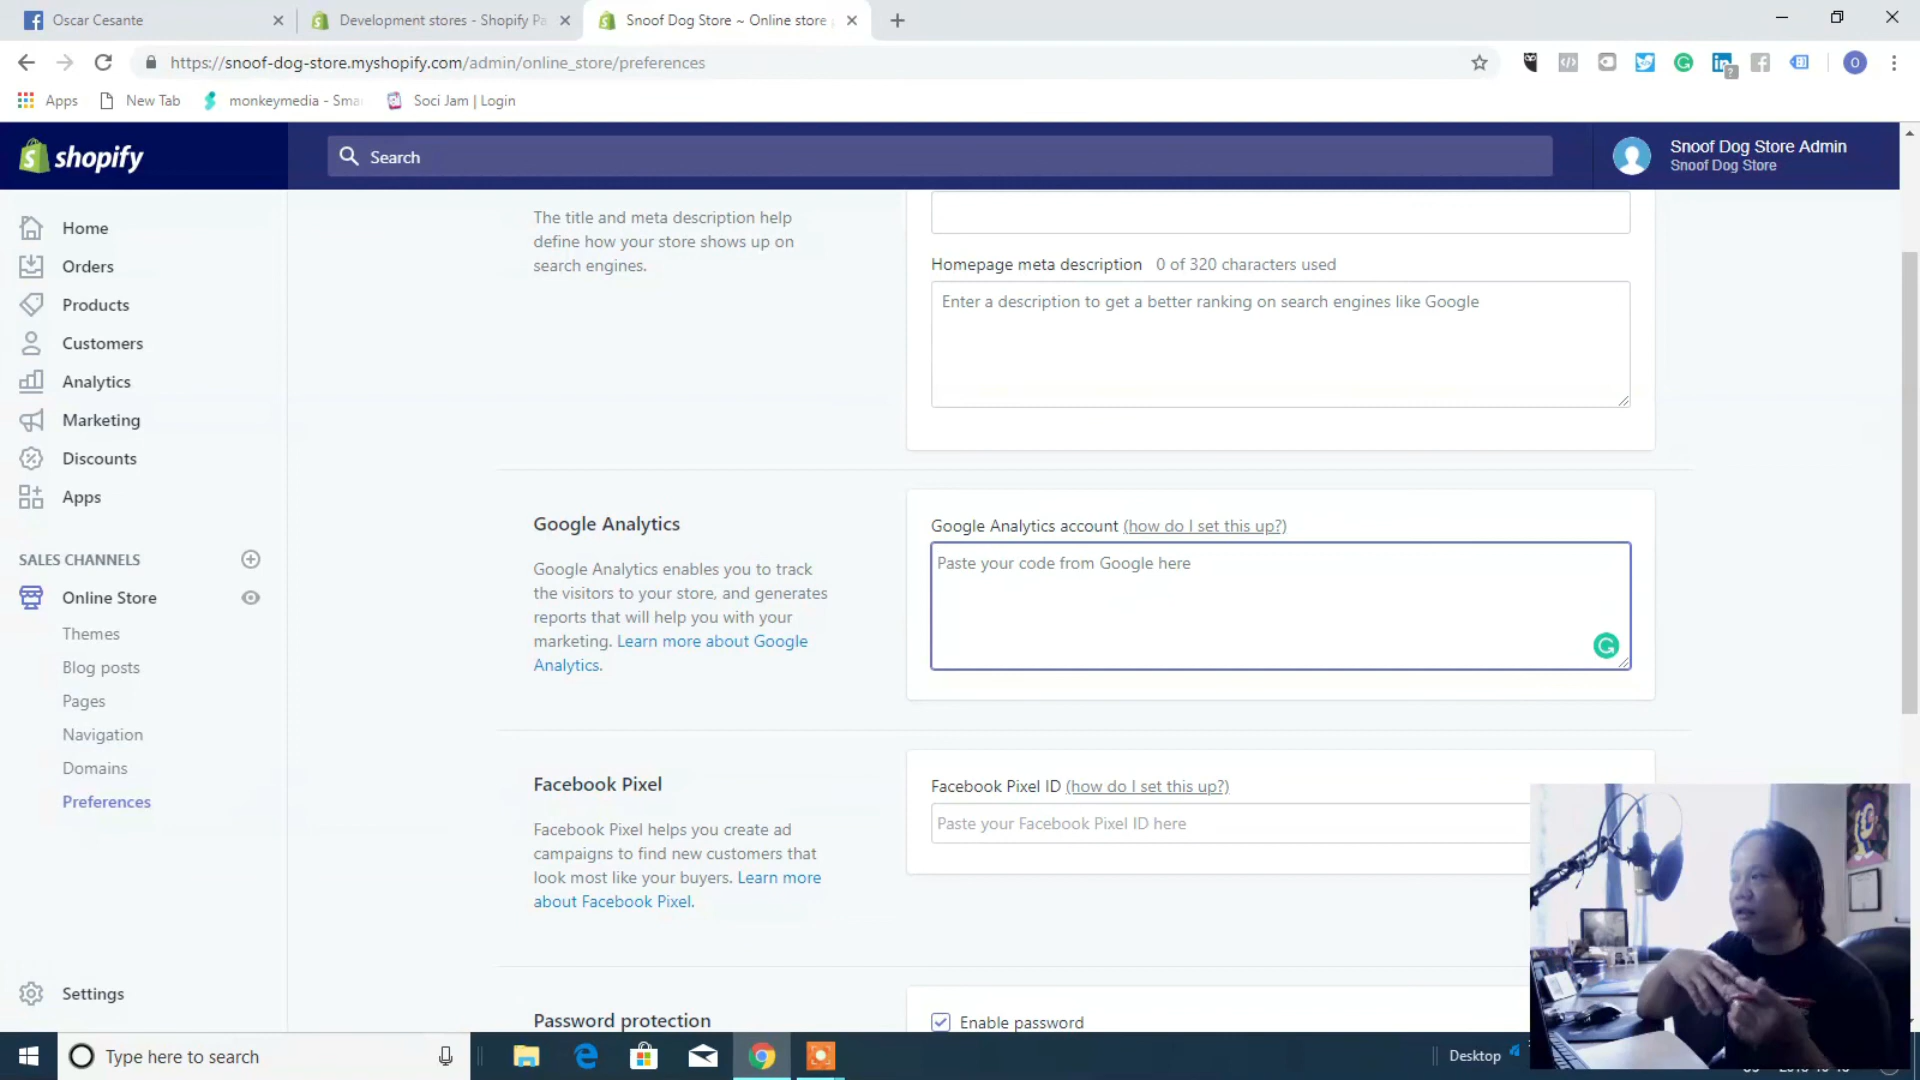 Oscar Cesante
Development stores - Shopify Pa
Snoof Dog Store ~ Online store
https://snoof-dog-store.myshopify.com/admin/online_store/preferences
Apps
New Tab
monkeymedia - Sma
Soci Jam | Login
shopify
Search
Snoof Dog Store Admin
Snoof Dog Store
Home
Orders
Products
Customers
Analytics
Marketing
Discounts
Apps
SALES CHANNELS
Online Store
Themes
Blog posts
Pages
Navigation
Domains
Preferences
Settings
The title and meta description help
define how your store shows up on
search engines.
Homepage meta description 0 of 320 characters used
Enter a description to get a better ranking on search engines like Google
Google Analytics
Google Analytics enables you to track
the visitors to your store, and generates
reports that will help you with your
marketing. Learn more about Google
Analytics.
Google Analytics account (how do I set this up?)
Paste your code from Google here
Facebook Pixel
Facebook Pixel helps you create ad
campaigns to find new customers that
look most like your buyers. Learn more
about Facebook Pixel.
Facebook Pixel ID (how do I set this up?)
Paste your Facebook Pixel ID here
Password protection
Enable password
Type here to search
Desktop